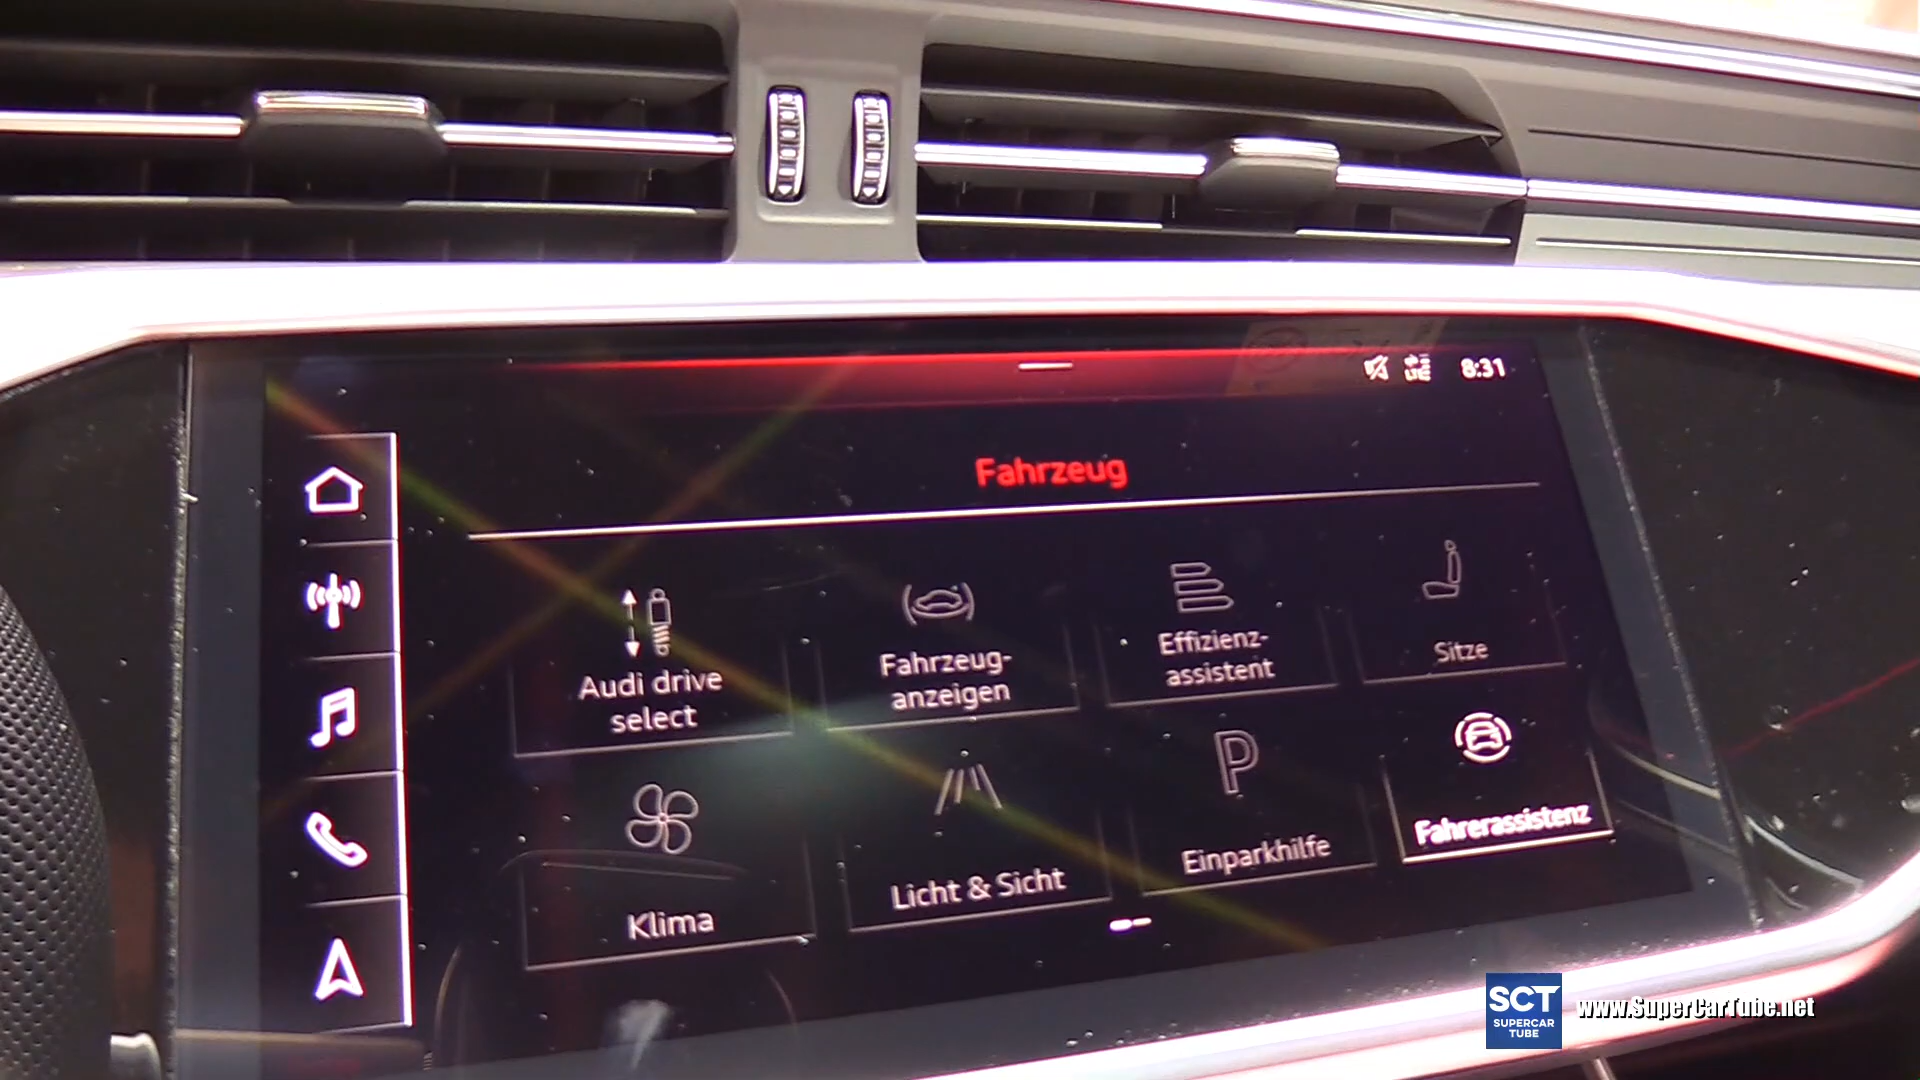 8:31
Fahrzeug
Audi drive
select
Fahrzeug-
anzeigen
Effizienz-
assistent
Sitze
Klima
Licht & Sicht
P
Einparkhilfe
Fahrerassistenz
SCT
SUPERCAR
TUBE
www.SuperCarTube.net